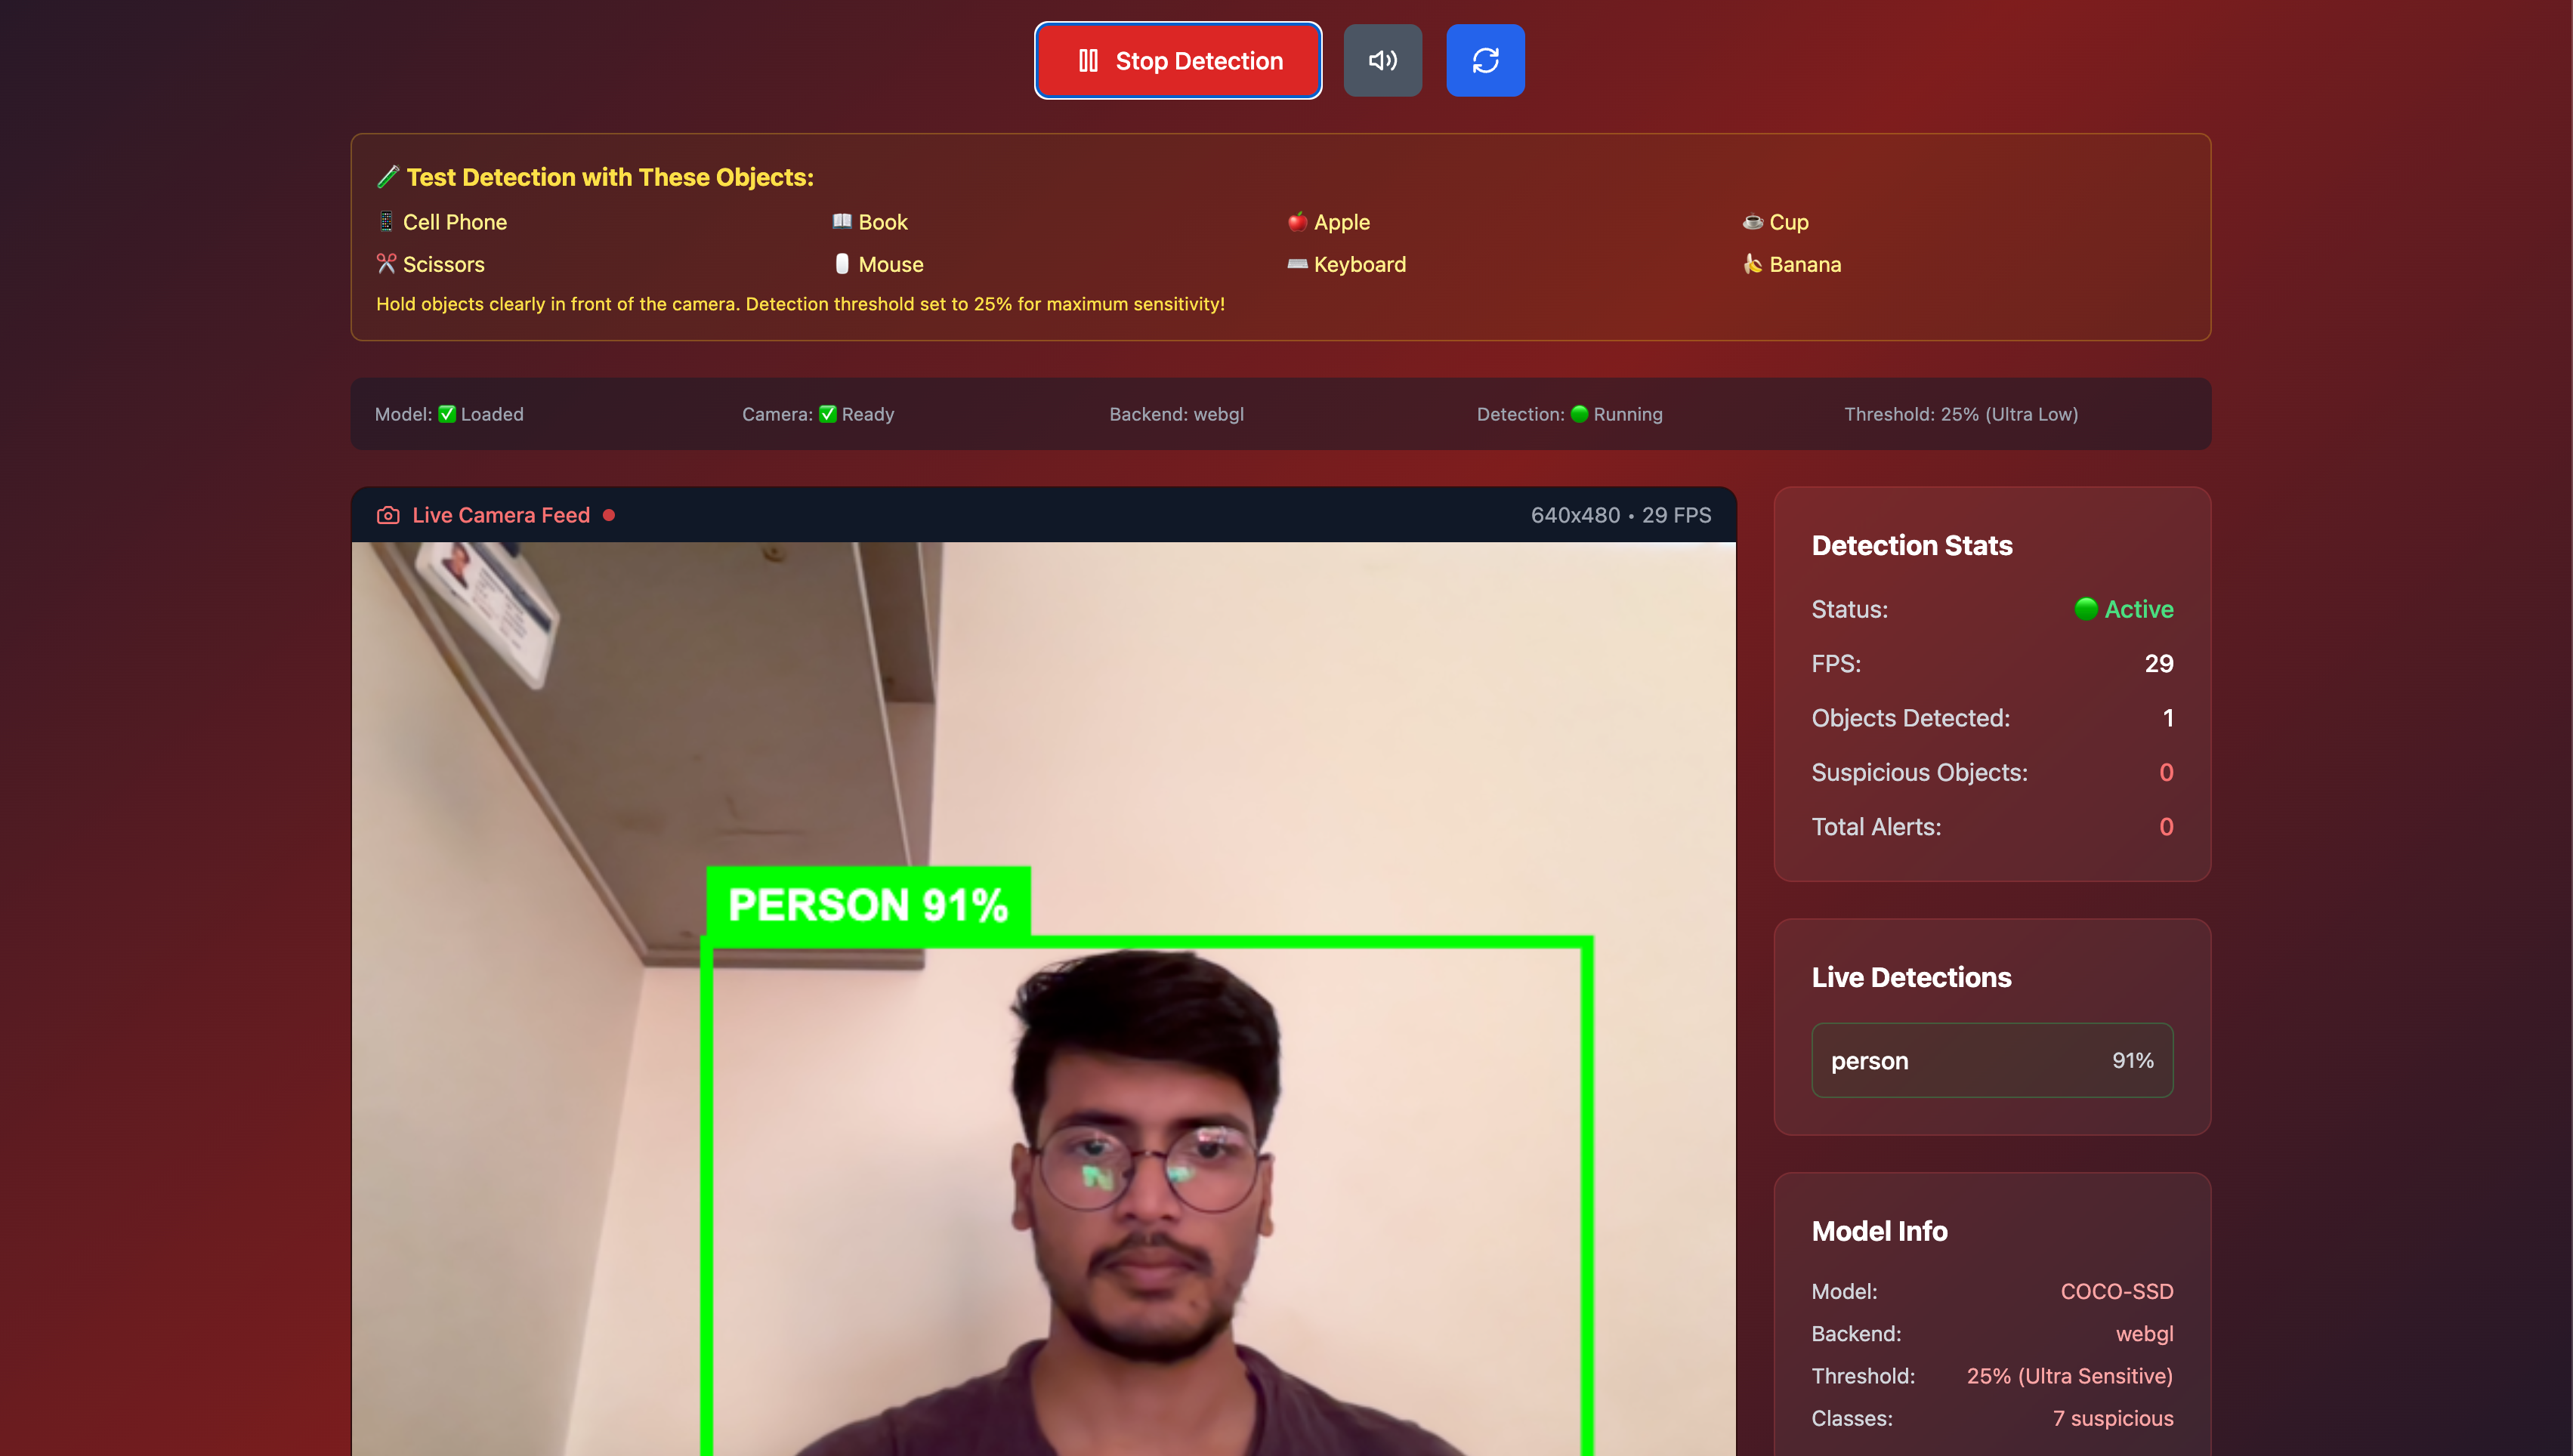 Stop Detection
Test Detection with These Objects:
Cell Phone
Book
Apple
Cup
Scissors
Mouse
Keyboard
Banana
Hold objects clearly in front of the camera. Detection threshold set to 25% for maximum sensitivity!
Model: ✅ Loaded
Camera: ✅ Ready
Backend: webgl
Detection: 🟢 Running
Threshold: 25% (Ultra Low)
Live Camera Feed
640x480 • 29 FPS
PERSON 91%
Detection Stats
Status: 🟢 Active
FPS: 29
Objects Detected: 1
Suspicious Objects: 0
Total Alerts: 0
Live Detections
person 91%
Model Info
Model: COCO-SSD
Backend: webgl
Threshold: 25% (Ultra Sensitive)
Classes: 7 suspicious